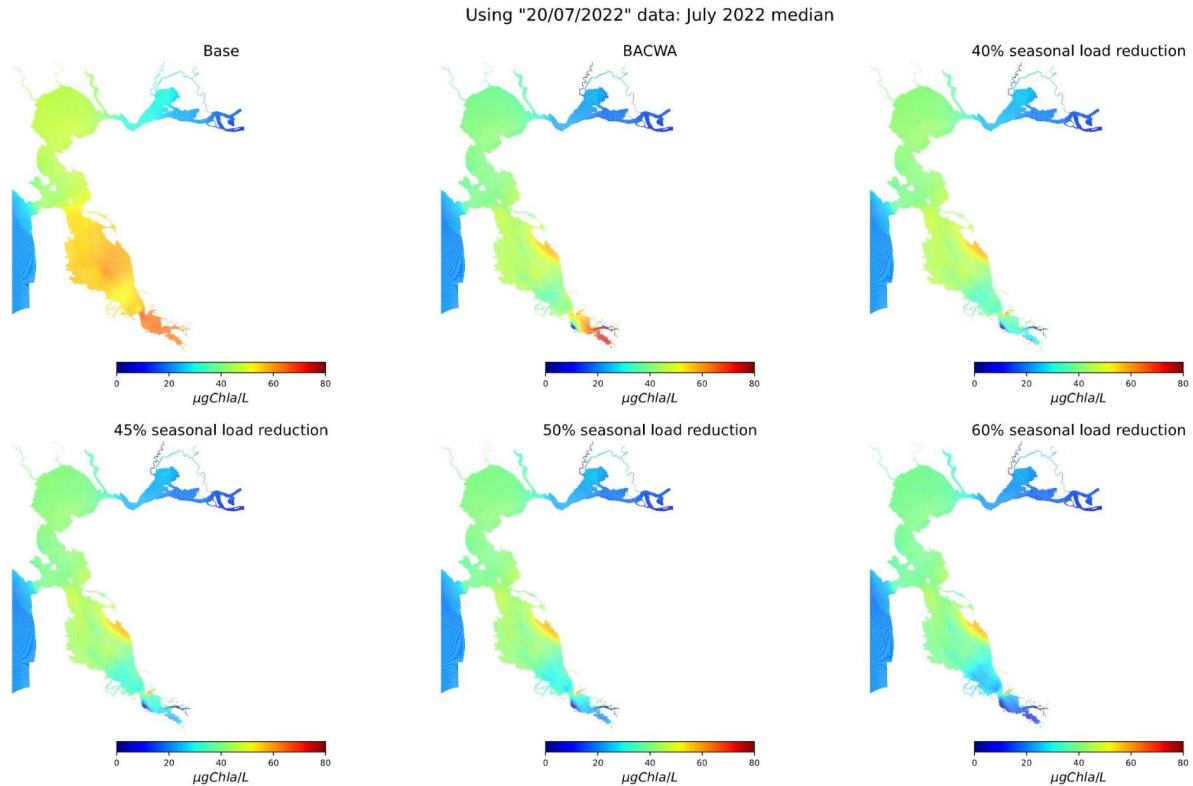 Using "20/07/2022" data: July 2022 median
Base
BACWA
40% seasonal load reduction
0 20 40 60 80
μgChla/L
0 20 40 60 80
μgChla/L
0 20 40 60 80
μgChla/L
45% seasonal load reduction
50% seasonal load reduction
60% seasonal load reduction
0 20 40 60 80
μgChla/L
0 20 40 60 80
μgChla/L
0 20 40 60 80
μgChla/L